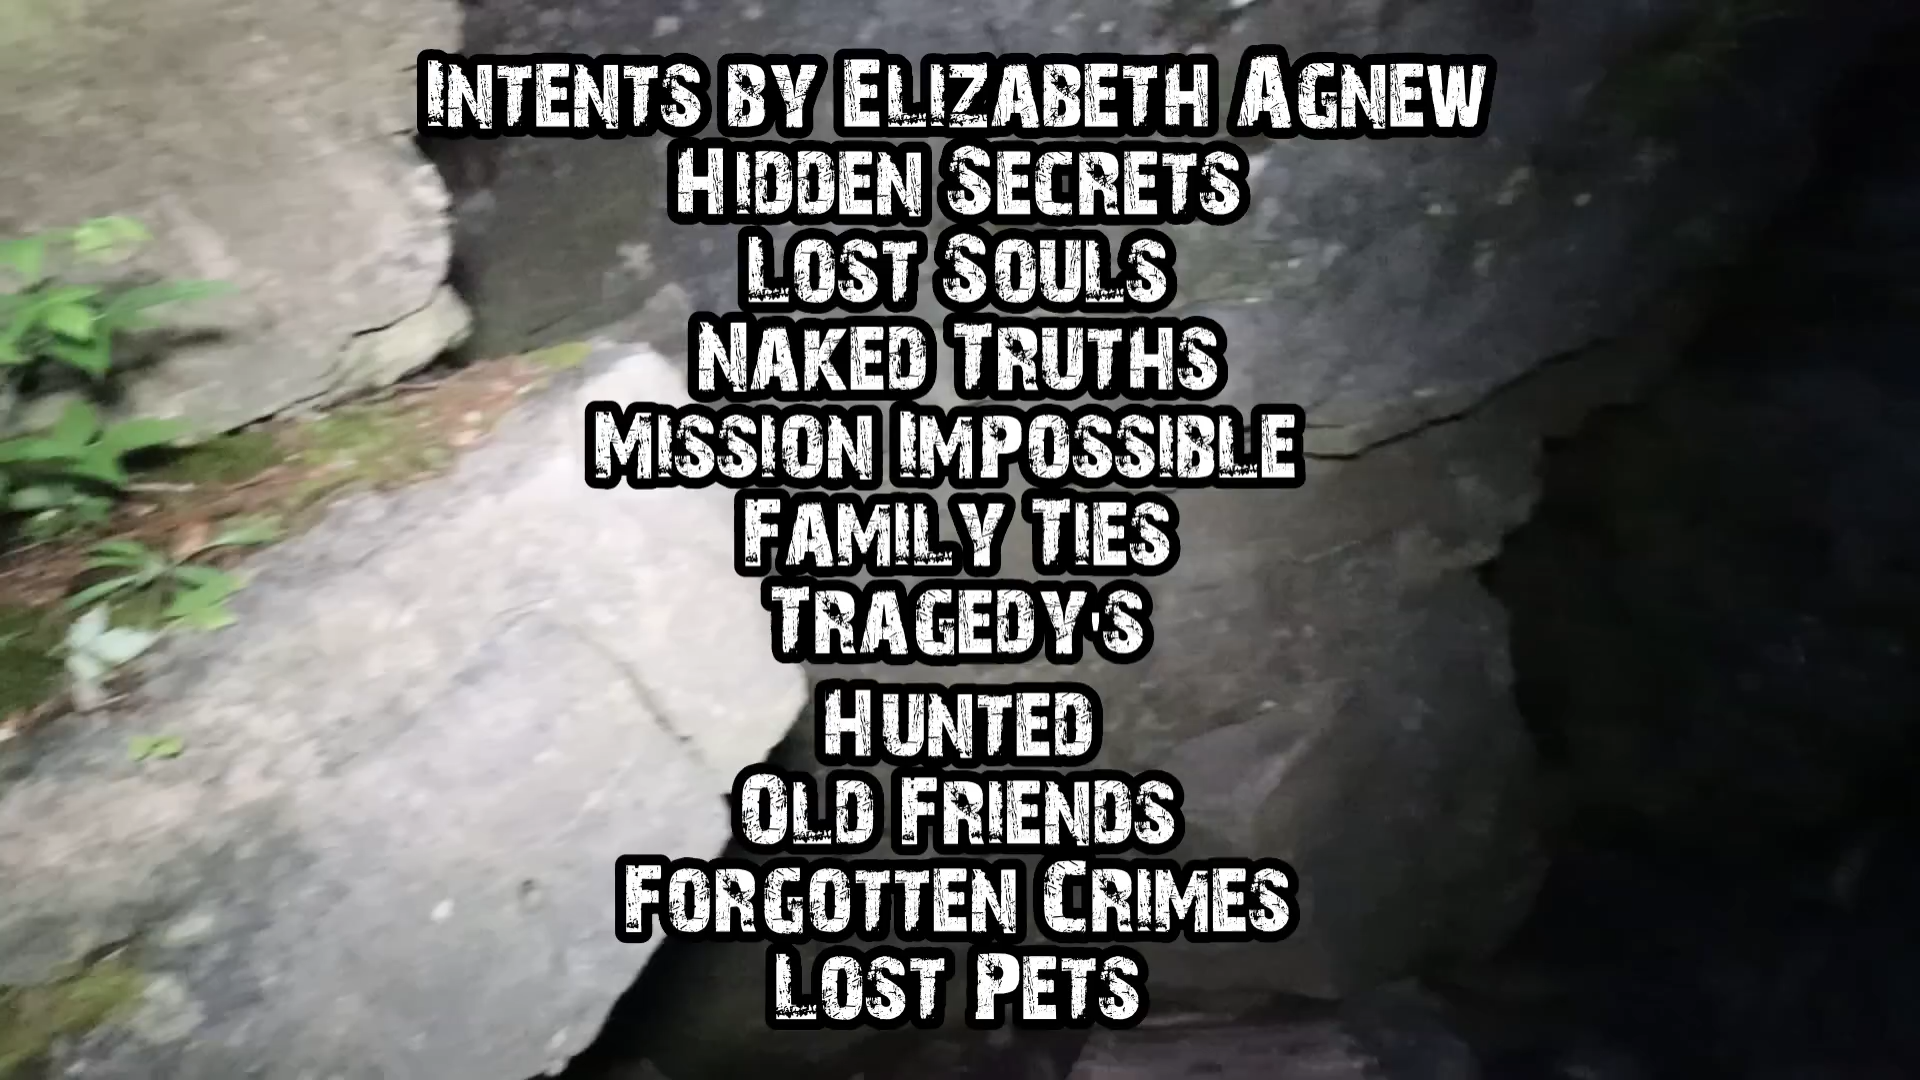 Intents by Elizabeth Agnew
Hidden Secrets
Lost Souls
Naked Truths
Mission Impossible
Family Ties
Tragedy's
Hunted
Old Friends
Forgotten Crimes
Lost Pets